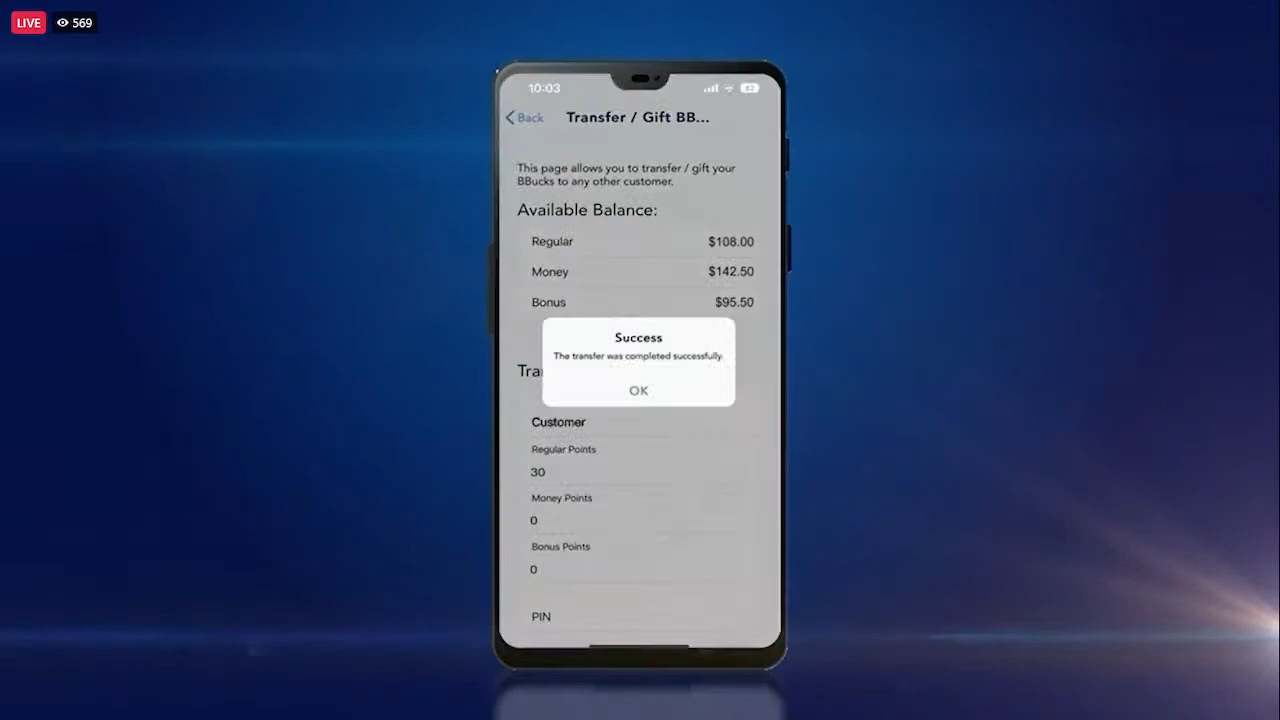 LIVE 569
10:03 82
Back Transfer / Gift BB...
This page allows you to transfer / gift your
BBucks to any other customer.
Available Balance:
Regular $108.00
Money $142.50
Bonus $95.50
Success
The transfer was completed successfully.
OK
Customer
Regular Points
30
Money Points
0
Bonus Points
0
PIN